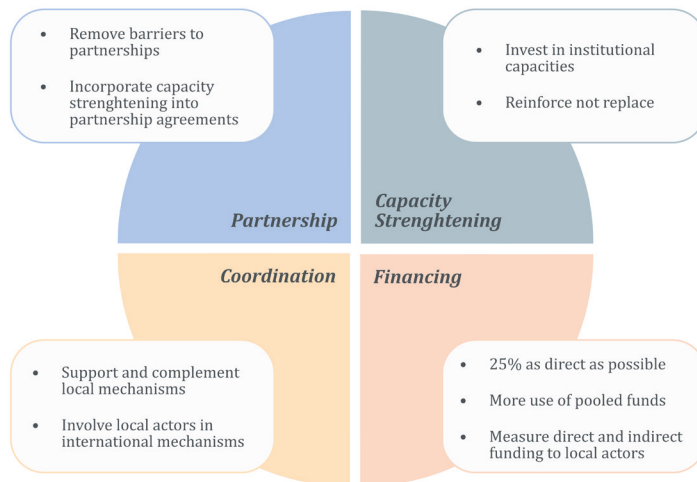 • Remove barriers to
partnerships
• Incorporate capacity
strenghtening into
partnership agreements
Partnership
• Invest in institutional
capacities
• Reinforce not replace
Capacity
Strenghtening
Coordination
• Support and complement
local mechanisms
• Involve local actors in
international mechanisms
Financing
• 25% as direct as possible
• More use of pooled funds
• Measure direct and indirect
funding to local actors